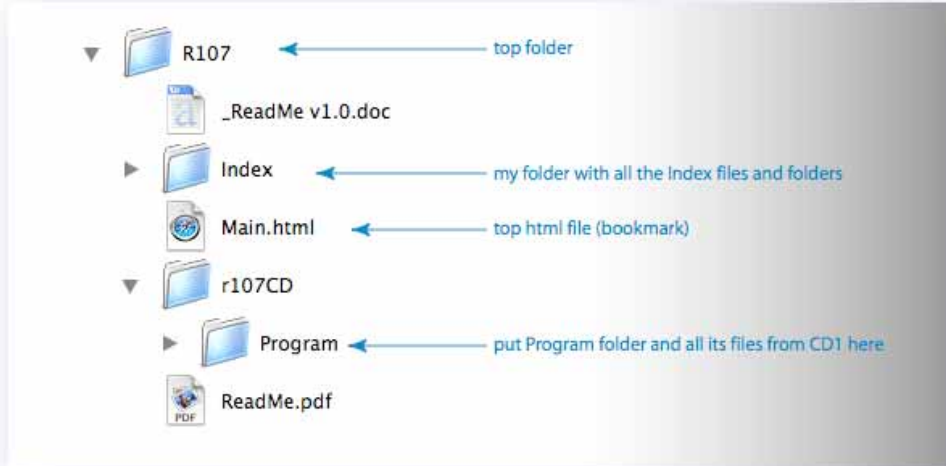 R107 top folder
_ReadMe v1.0.doc
Index my folder with all the Index files and folders
Main.html top html file (bookmark)
r107CD
Program put Program folder and all its files from CD1 here
PDF ReadMe.pdf